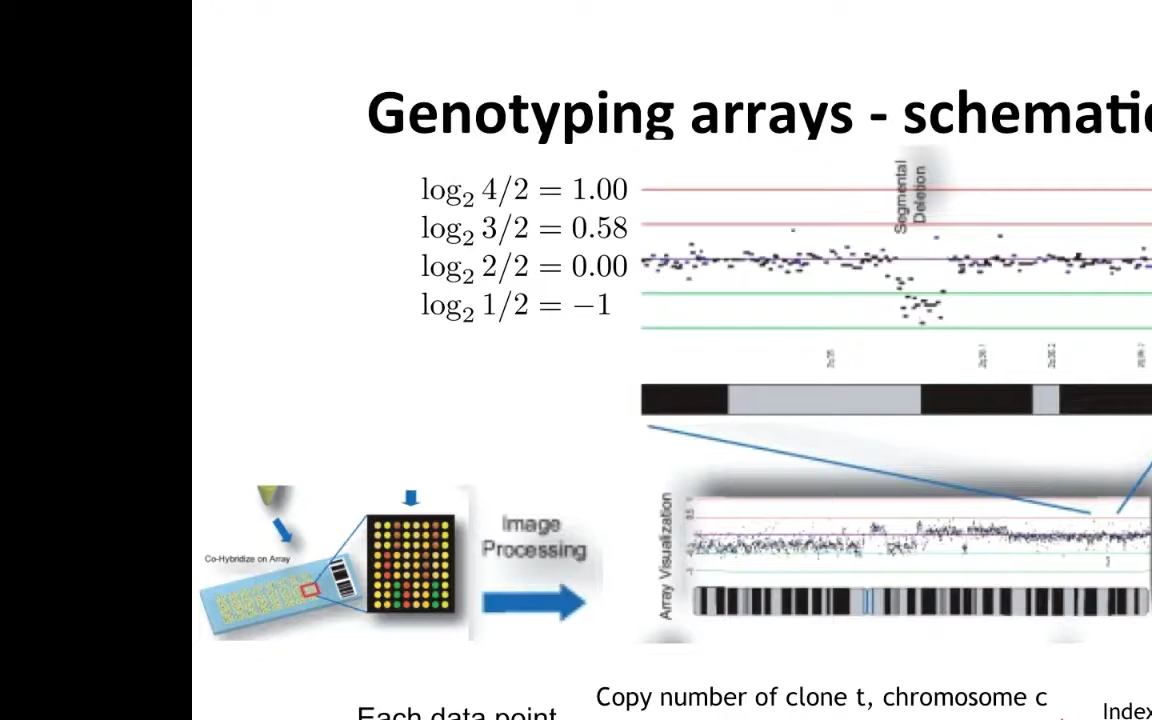 Genotyping arrays - schematic
log₂ 4/2 = 1.00
log₂ 3/2 = 0.58
log₂ 2/2 = 0.00
log₂ 1/2 = −1
Segmental
Deletion
Image
Processing
Co-Hybridize on Array
Array Visualization
0.5
Copy number of clone t, chromosome c
Each data point
Index